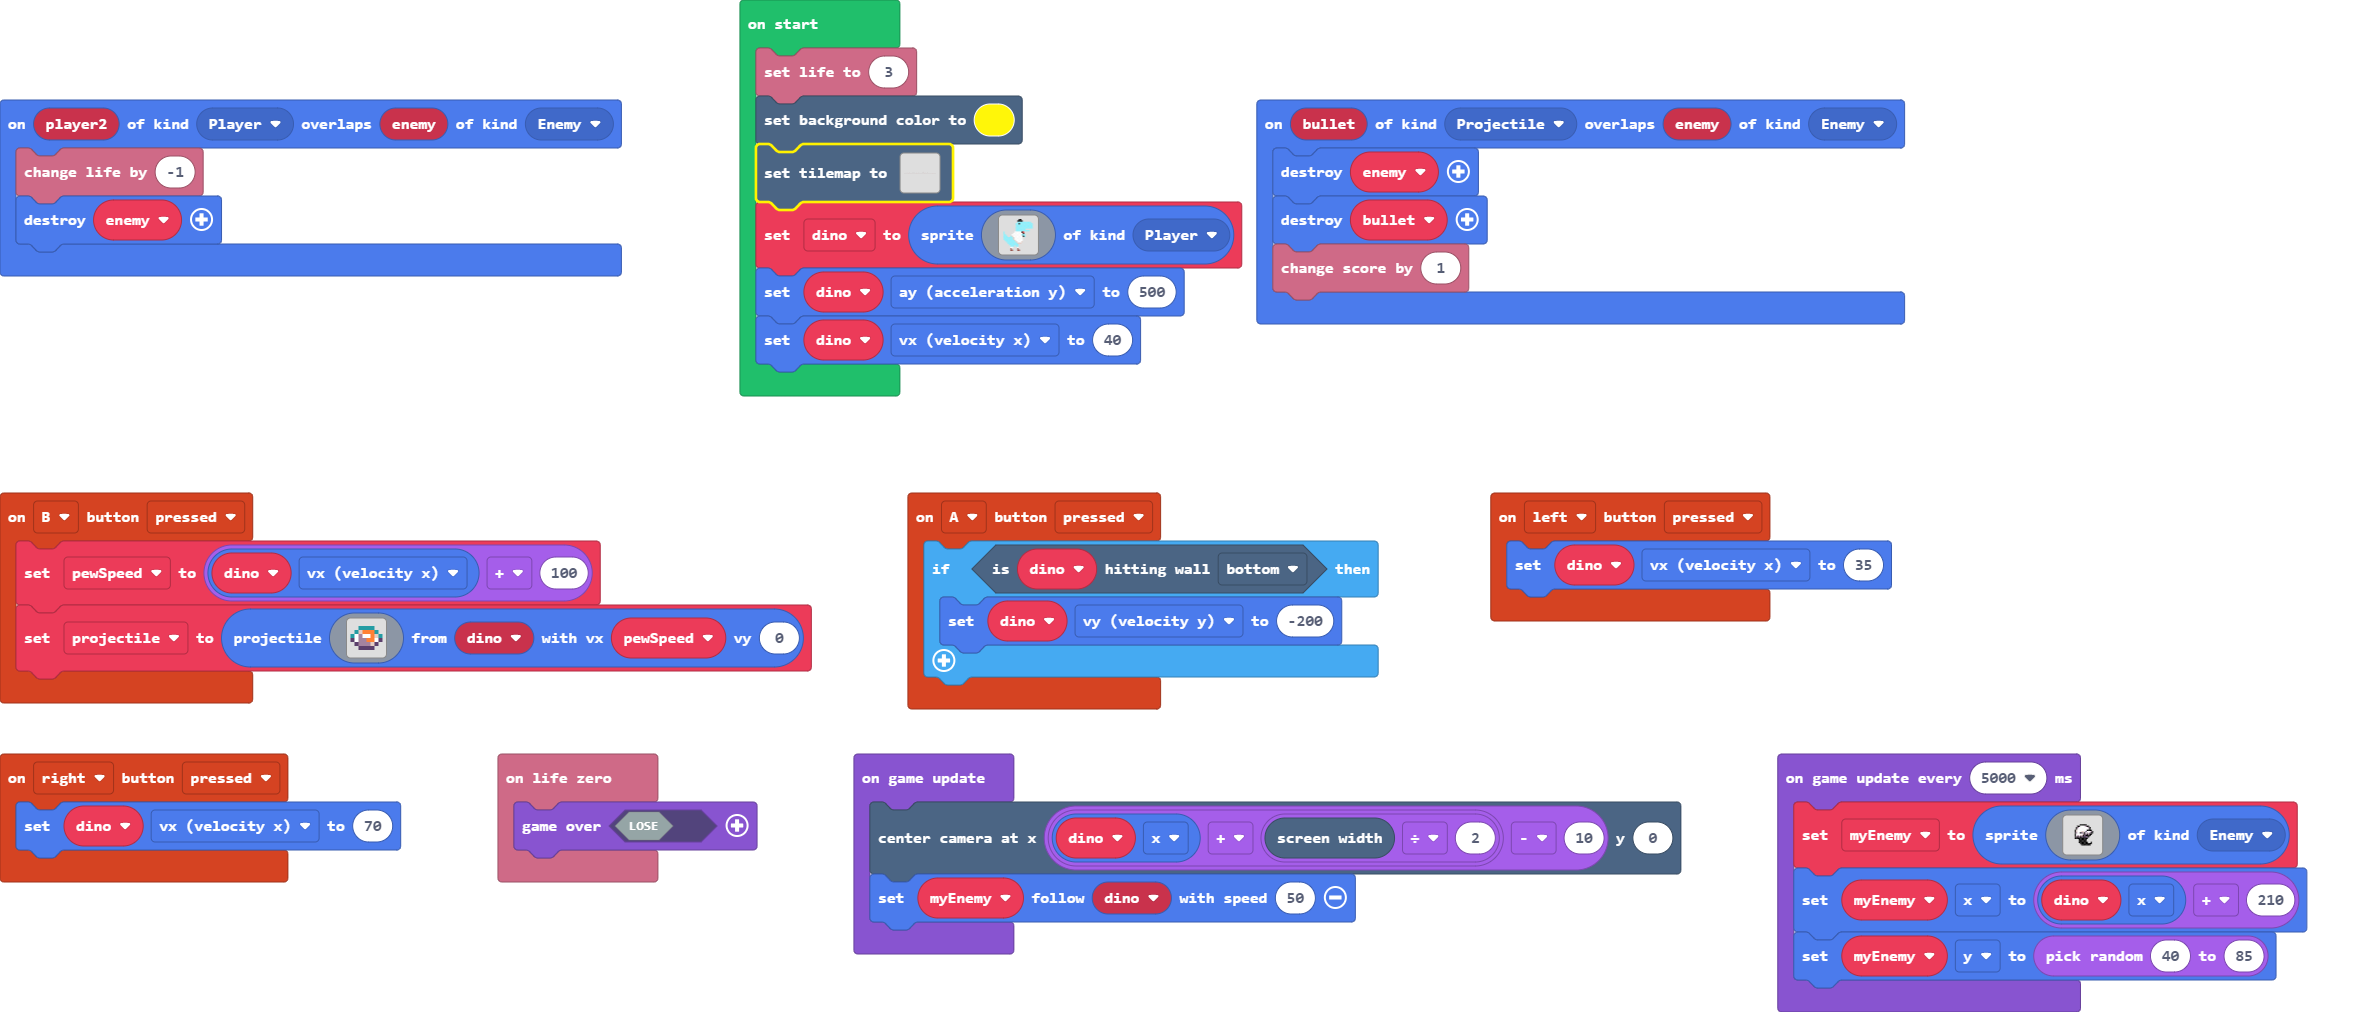 on start
set life to 3
set background color to
set tilemap to
set dino to sprite of kind Player
set dino ay (acceleration y) to 500
set dino vx (velocity x) to 40
on player2 of kind Player overlaps enemy of kind Enemy
change life by -1
destroy enemy
on bullet of kind Projectile overlaps enemy of kind Enemy
destroy enemy
destroy bullet
change score by 1
on B button pressed
set pewSpeed to dino vx (velocity x) + 100
set projectile to projectile from dino with vx pewSpeed vy 0
on A button pressed
if is dino hitting wall bottom then
set dino vy (velocity y) to -200
on left button pressed
set dino vx (velocity x) to 35
on right button pressed
set dino vx (velocity x) to 70
on life zero
game over LOSE
on game update
center camera at x dino x + screen width ÷ 2 - 10 y 0
set myEnemy follow dino with speed 50
on game update every 5000 ms
set myEnemy to sprite of kind Enemy
set myEnemy x to dino x + 210
set myEnemy y to pick random 40 to 85